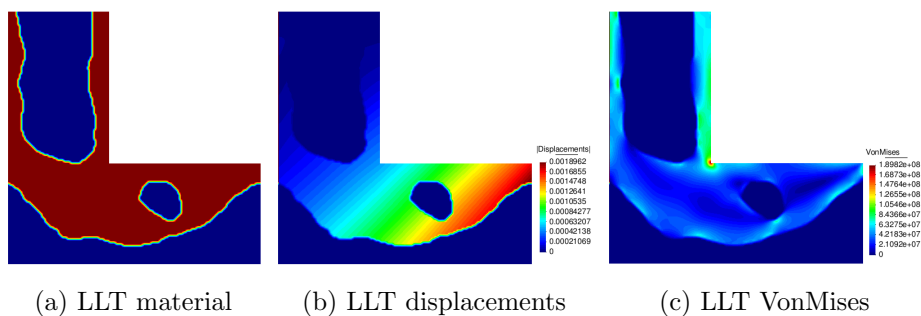 |Displacements|
0.0018962
0.0016855
0.0014748
0.0012641
0.0010535
0.00084277
0.00063207
0.00042138
0.00021069
0
VonMises
1.8982e+08
1.6873e+08
1.4764e+08
1.2655e+08
1.0546e+08
8.4366e+07
6.3275e+07
4.2183e+07
2.1092e+07
0
(a) LLT material
(b) LLT displacements
(c) LLT VonMises